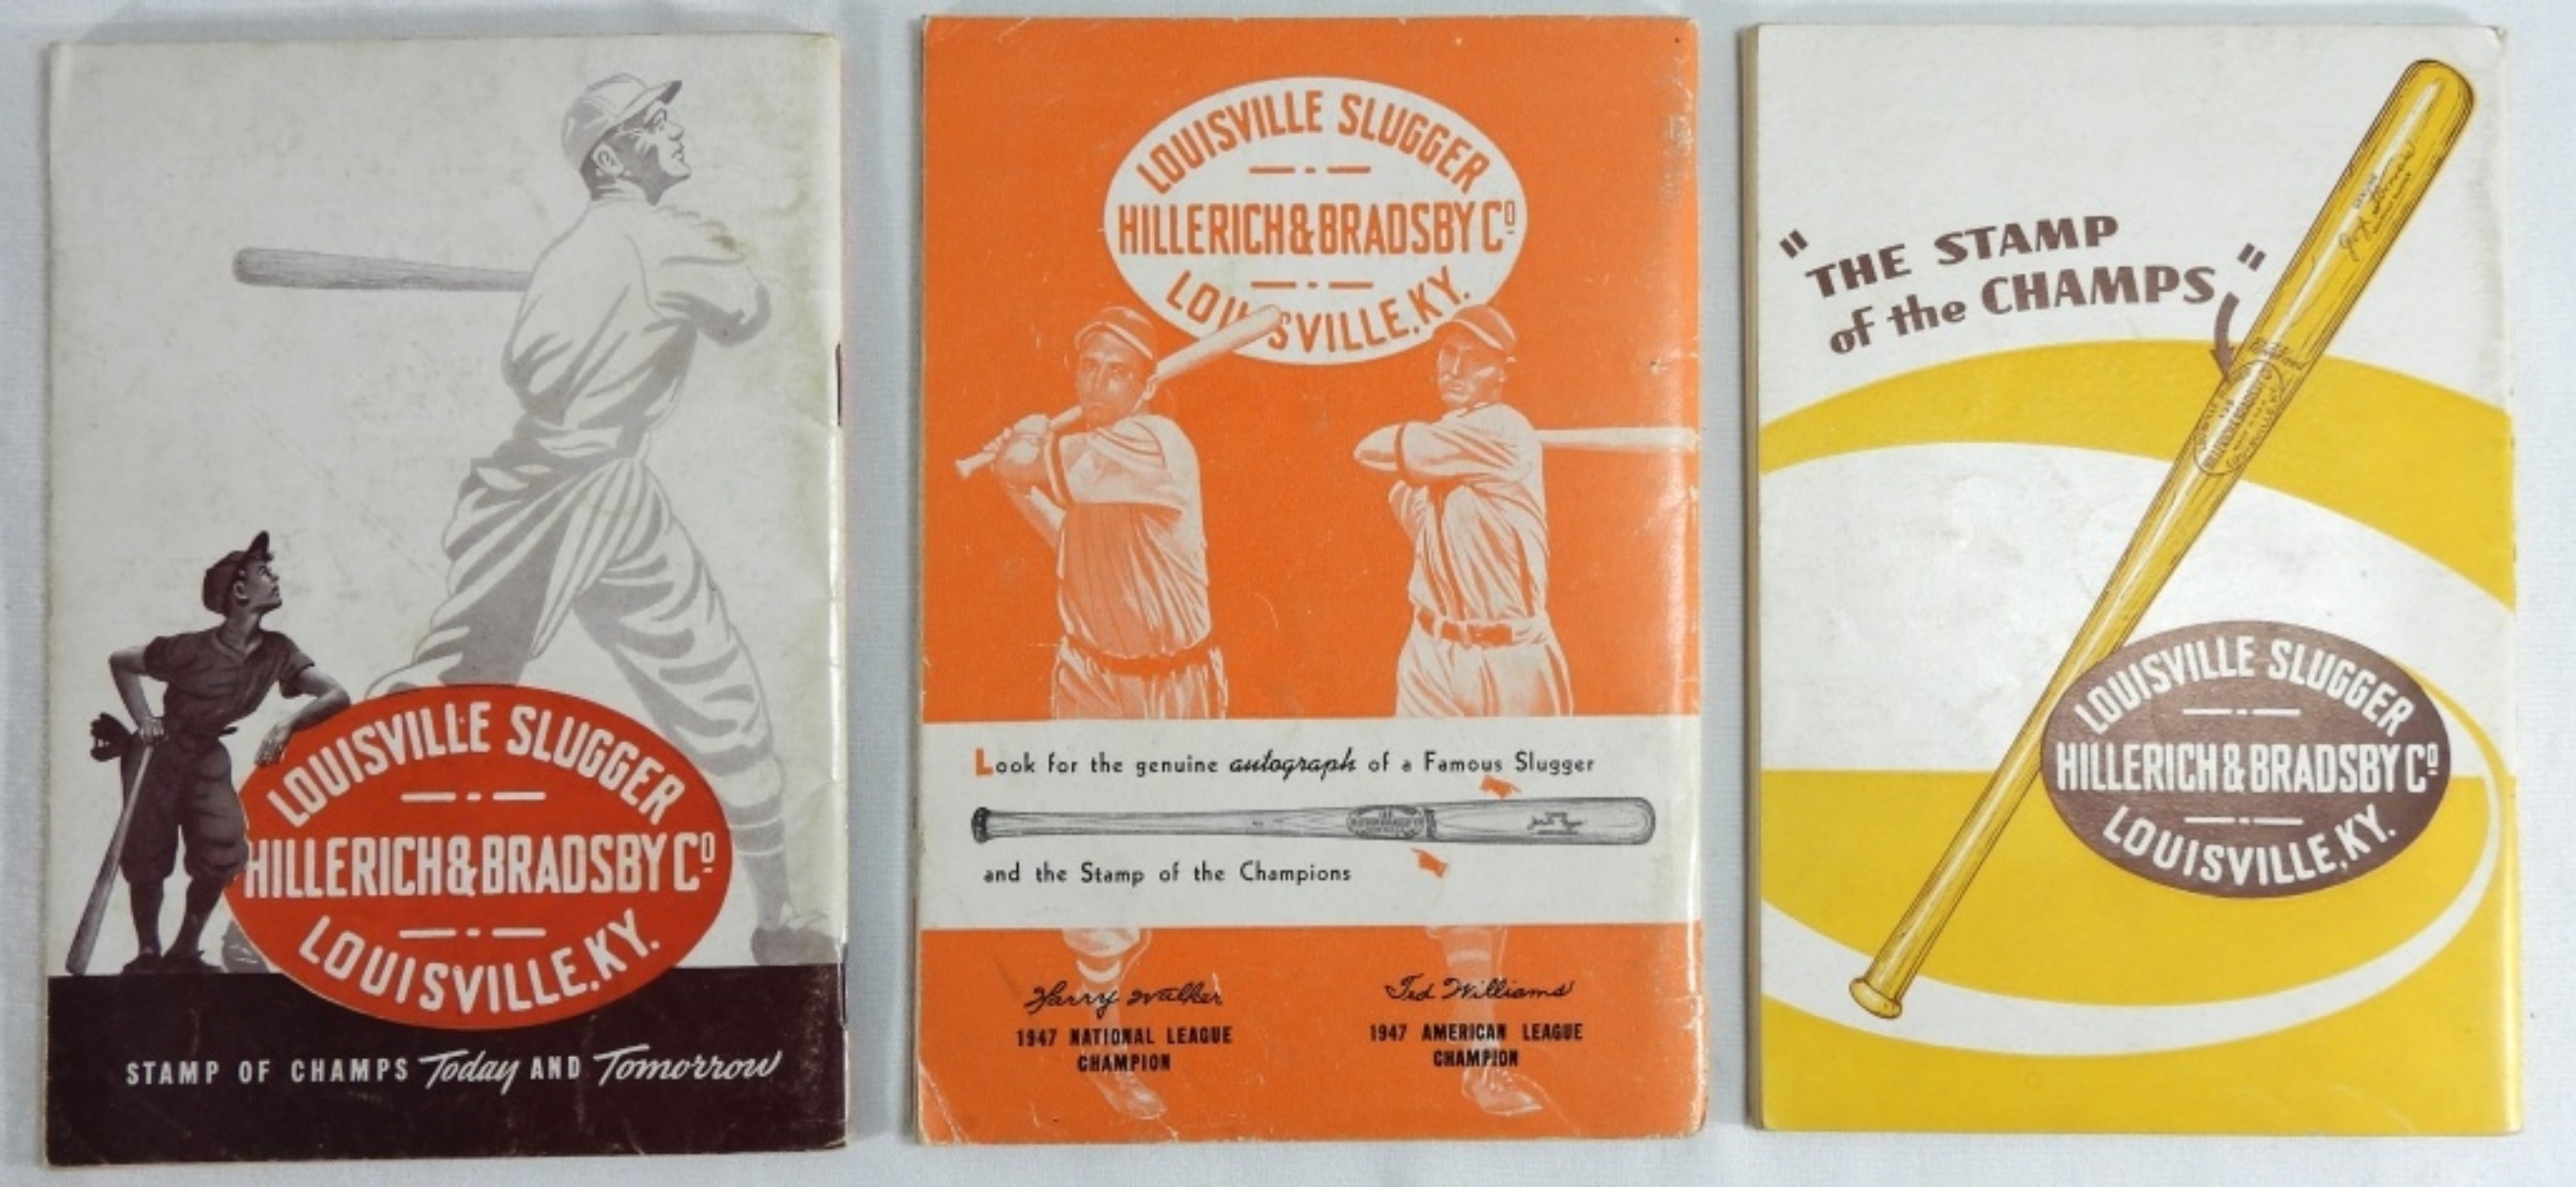 LOUISVILLE SLUGGER
HILLERICH&BRADSBY Cº
LOUISVILLE, KY.
STAMP OF CHAMPS Today AND Tomorrow
LOUISVILLE SLUGGER
HILLERICH&BRADSBY Cº
LOUISVILLE, KY.
Look for the genuine autograph of a Famous Slugger
and the Stamp of the Champions
Harry Walker
1947 NATIONAL LEAGUE
CHAMPION
Ted Williams
1947 AMERICAN LEAGUE
CHAMPION
"THE STAMP
of the CHAMPS"
LOUISVILLE SLUGGER
HILLERICH&BRADSBY Cº
LOUISVILLE, KY.